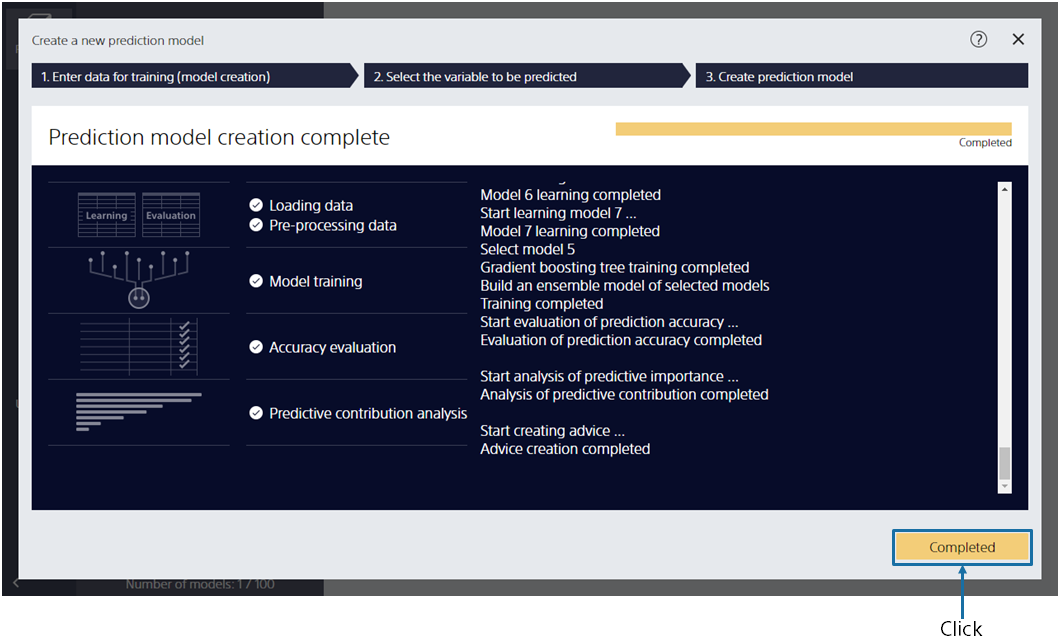 Create a new prediction model
?
1. Enter data for training (model creation)
2. Select the variable to be predicted
3. Create prediction model
Prediction model creation complete
Completed
Learning
Evaluation
Loading data
Pre-processing data
Model training
Accuracy evaluation
Predictive contribution analysis
Model 6 learning completed
Start learning model 7 ...
Model 7 learning completed
Select model 5
Gradient boosting tree training completed
Build an ensemble model of selected models
Training completed
Start evaluation of prediction accuracy ...
Evaluation of prediction accuracy completed
Start analysis of predictive importance ...
Analysis of predictive contribution completed
Start creating advice ...
Advice creation completed
Completed
Number of models: 1 / 100
Click